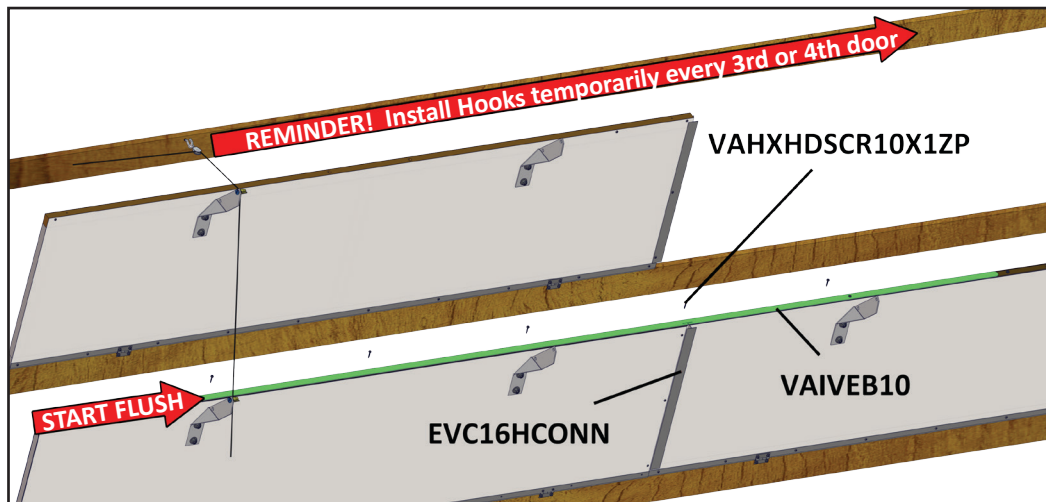 REMINDER!  Install Hooks temporarily every 3rd or 4th door
VAHXHDSCR10X1ZP
START FLUSH
VAIVEB10
EVC16HCONN